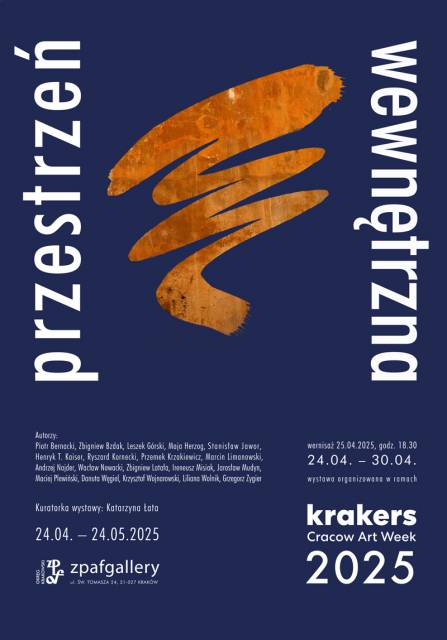 przestrzeń
wewnętrzna
Autorzy:
Piotr Bernacki, Zbigniew Bzdak, Leszek Górski, Maja Herzog, Stanisław Jawor,
Henryk T. Kaiser, Ryszard Kornecki, Przemek Krzakiewicz, Marcin Limanowski,
Andrzej Najder, Wacław Nowacki, Zbigniew Łatała, Ireneusz Misiak, Jarosław Mudyn,
Maciej Plewiński, Danuta Węgiel, Krzysztof Wojnarowski, Liliana Wolnik, Grzegorz Zygier
Kuratorka wystawy: Katarzyna Łata
24.04. – 24.05.2025
OKRĘG
KRAKOWSKI
zpaf
zpafgallery
ul. ŚW. TOMASZA 24, 31-027 KRAKÓW
wernisaż 25.04.2025, godz. 18.30
24.04. – 30.04.
wystawa organizowana w ramach
krakers
Cracow Art Week
2025